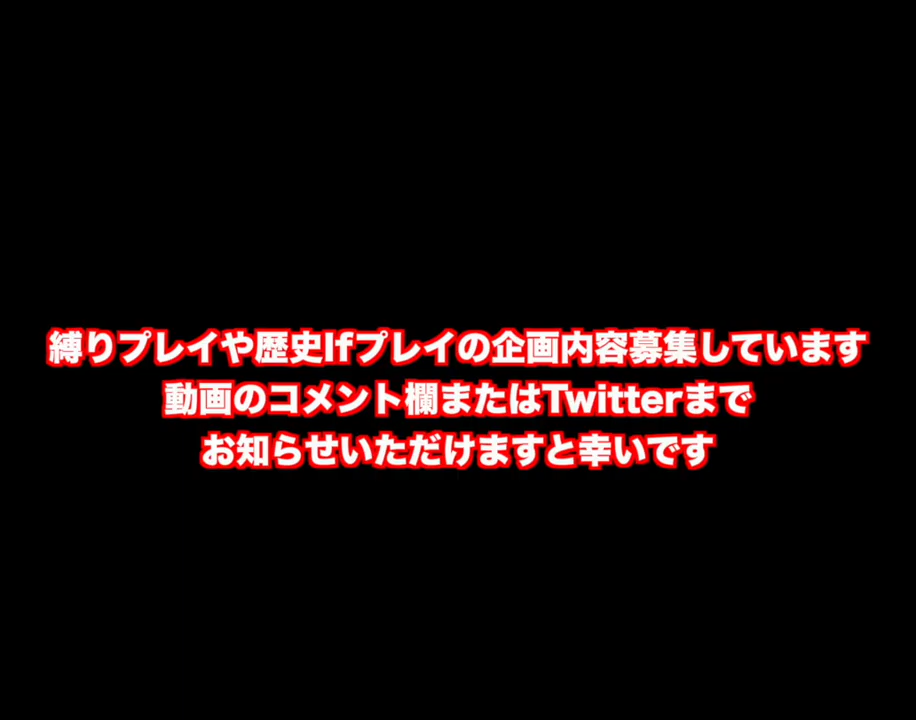 縛りプレイや歴史Ifプレイの企画内容募集しています
動画のコメント欄またはTwitterまで
お知らせいただけますと幸いです